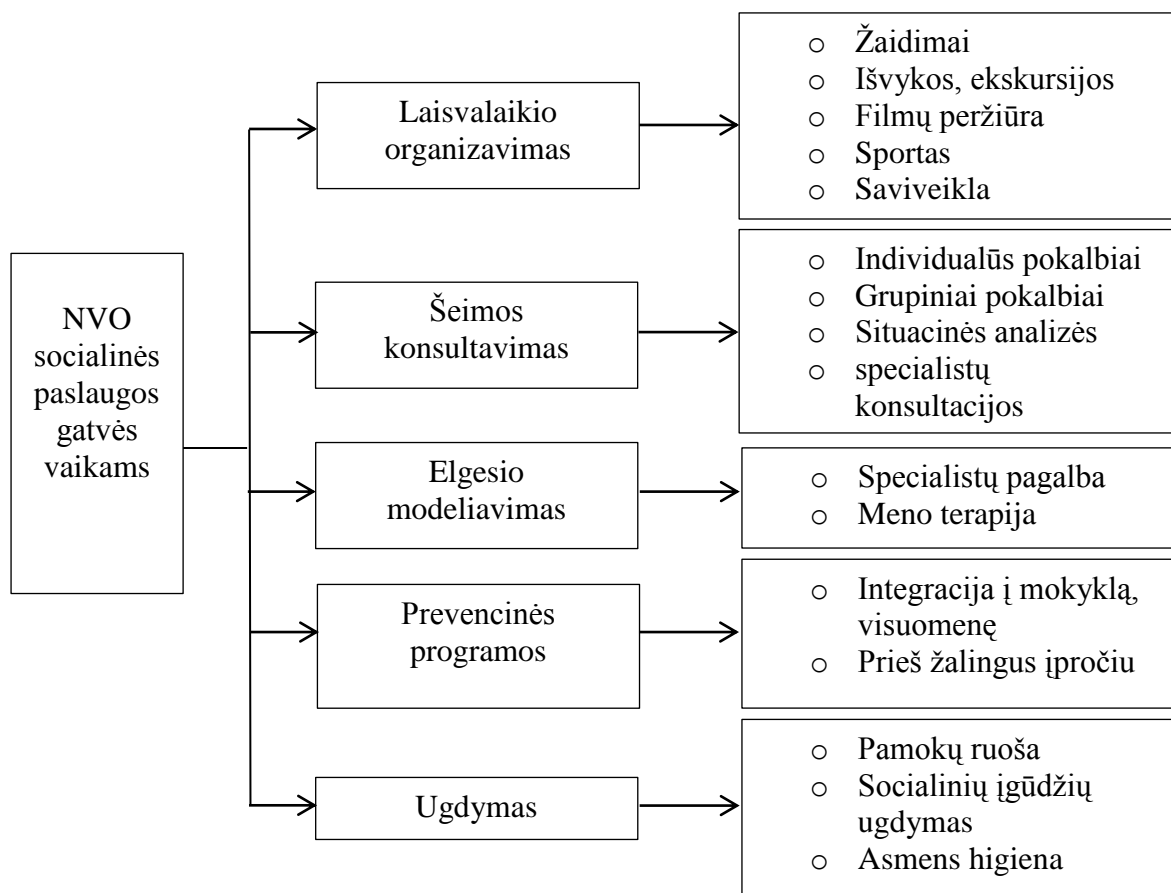 NVO
socialinės
paslaugos
gatvės
vaikams
Laisvalaikio
organizavimas
o Žaidimai
o Išvykos, ekskursijos
o Filmų peržiūra
o Sportas
o Saviveikla
Šeimos
konsultavimas
o Individualūs pokalbiai
o Grupiniai pokalbiai
o Situacinės analizės
o specialistų
konsultacijos
Elgesio
modeliavimas
o Specialistų pagalba
o Meno terapija
Prevencinės
programos
o Integracija į mokyklą,
visuomenę
o Prieš žalingus įpročiu
Ugdymas
o Pamokų ruoša
o Socialinių įgūdžių
ugdymas
o Asmens higiena